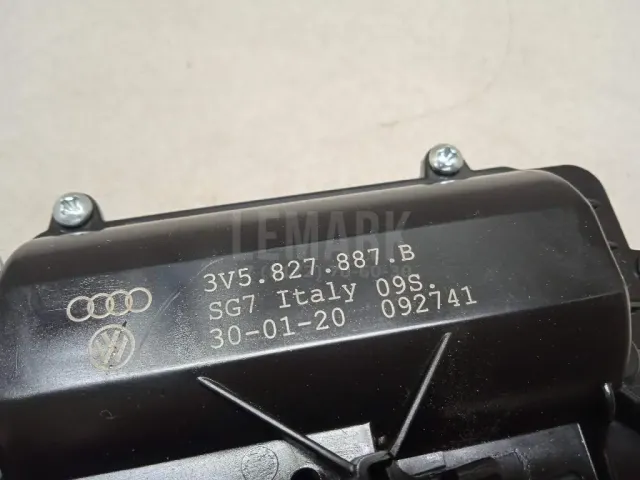 LEMARK
3V5.827.887.B
SG7 Italy 09S.
30-01-20 092741